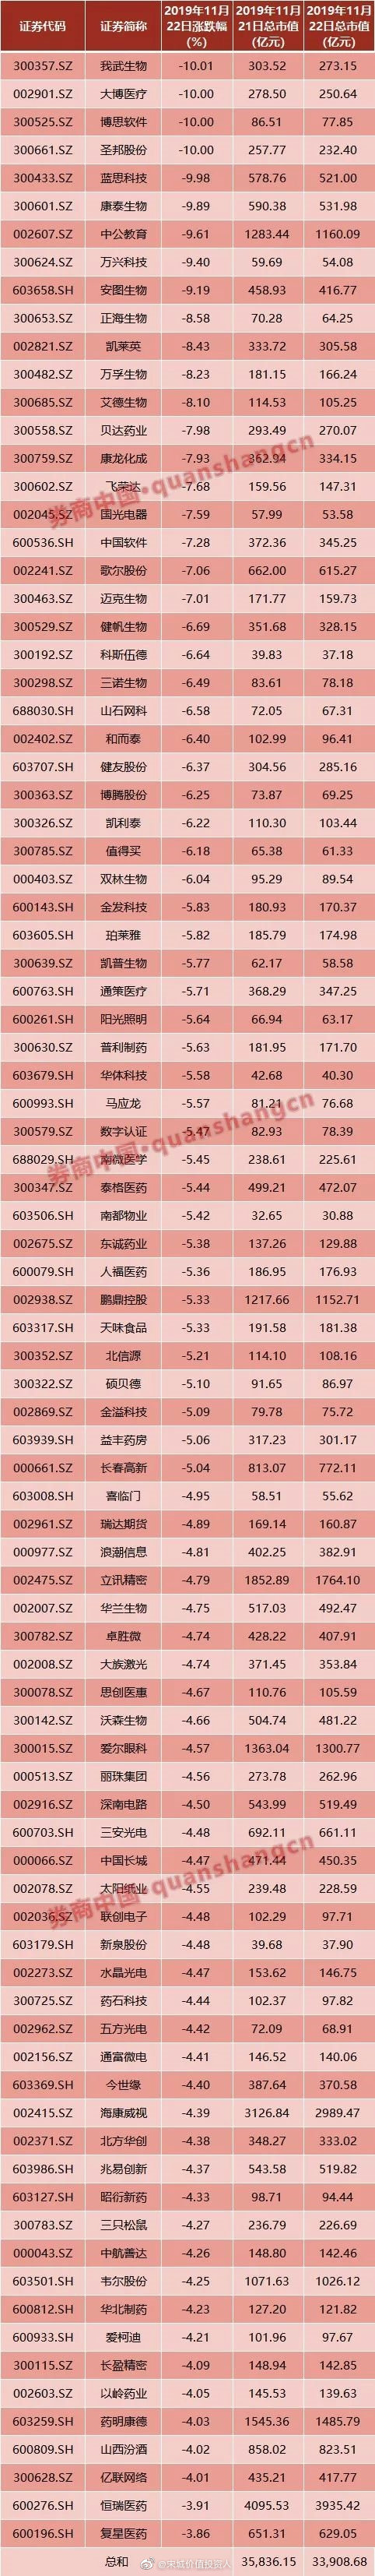 证券代码 证券简称 2019年11月22日涨跌幅(%) 2019年11月21日总市值(亿元) 2019年11月22日总市值(亿元)
300357.SZ 我武生物 -10.01 303.52 273.15
002901.SZ 大博医疗 -10.00 278.50 250.64
300525.SZ 博思软件 -10.00 86.51 77.85
300661.SZ 圣邦股份 -10.00 257.77 232.40
300433.SZ 蓝思科技 -9.98 578.76 521.00
300601.SZ 康泰生物 -9.89 590.38 531.98
002607.SZ 中公教育 -9.61 1283.44 1160.09
300624.SZ 万兴科技 -9.40 59.69 54.08
603658.SH 安图生物 -9.19 458.93 416.77
300653.SZ 正海生物 -8.58 70.28 64.25
002821.SZ 凯莱英 -8.43 333.72 305.58
300482.SZ 万孚生物 -8.23 181.15 166.24
300685.SZ 艾德生物 -8.10 114.53 105.25
300558.SZ 贝达药业 -7.98 293.49 270.07
300759.SZ 康龙化成 -7.93 362.94 334.15
300602.SZ 飞荣达 -7.68 159.56 147.31
002045.SZ 国光电器 -7.59 57.99 53.58
600536.SH 中国软件 -7.28 372.36 345.25
002241.SZ 歌尔股份 -7.06 662.00 615.27
300463.SZ 迈克生物 -7.01 171.77 159.73
300529.SZ 健帆生物 -6.69 351.68 328.15
300192.SZ 科斯伍德 -6.64 39.83 37.18
300298.SZ 三诺生物 -6.49 83.61 78.18
688030.SH 山石网科 -6.58 72.05 67.31
002402.SZ 和而泰 -6.40 102.99 96.41
603707.SH 健友股份 -6.37 304.56 285.16
300363.SZ 博腾股份 -6.25 73.87 69.25
300326.SZ 凯利泰 -6.22 110.30 103.44
300785.SZ 值得买 -6.18 65.38 61.33
000403.SZ 双林生物 -6.04 95.29 89.54
600143.SH 金发科技 -5.83 180.93 170.37
603605.SH 珀莱雅 -5.82 185.79 174.98
300639.SZ 凯普生物 -5.77 62.17 58.58
600763.SH 通策医疗 -5.71 368.29 347.25
600261.SH 阳光照明 -5.64 66.94 63.17
300630.SZ 普利制药 -5.63 181.95 171.70
603679.SH 华体科技 -5.58 42.68 40.30
600993.SH 马应龙 -5.57 81.21 76.68
300579.SZ 数字认证 -5.47 82.93 78.39
688029.SH 南微医学 -5.45 238.61 225.61
300347.SZ 泰格医药 -5.44 499.21 472.07
603506.SH 南都物业 -5.42 32.65 30.88
002675.SZ 东诚药业 -5.38 137.26 129.88
600079.SH 人福医药 -5.36 186.95 176.93
002938.SZ 鹏鼎控股 -5.33 1217.66 1152.71
603317.SH 天味食品 -5.33 191.58 181.38
300352.SZ 北信源 -5.21 114.10 108.16
300322.SZ 硕贝德 -5.10 91.65 86.97
002869.SZ 金溢科技 -5.09 79.78 75.72
603939.SH 益丰药房 -5.06 317.23 301.17
000661.SZ 长春高新 -5.04 813.07 772.11
603008.SH 喜临门 -4.95 58.51 55.62
002961.SZ 瑞达期货 -4.89 169.14 160.87
000977.SZ 浪潮信息 -4.81 402.25 382.91
002475.SZ 立讯精密 -4.79 1852.89 1764.10
002007.SZ 华兰生物 -4.75 517.03 492.47
300782.SZ 卓胜微 -4.74 428.22 407.91
002008.SZ 大族激光 -4.74 371.45 353.84
300078.SZ 思创医惠 -4.67 110.76 105.59
300142.SZ 沃森生物 -4.66 504.74 481.22
300015.SZ 爱尔眼科 -4.57 1363.04 1300.77
000513.SZ 丽珠集团 -4.56 273.78 262.96
002916.SZ 深南电路 -4.50 543.99 519.49
600703.SH 三安光电 -4.48 692.11 661.11
000066.SZ 中国长城 -4.47 471.44 450.35
002078.SZ 太阳纸业 -4.55 239.48 228.59
002036.SZ 联创电子 -4.48 102.29 97.71
603179.SH 新泉股份 -4.48 39.68 37.90
002273.SZ 水晶光电 -4.47 153.62 146.75
300725.SZ 药石科技 -4.44 102.37 97.82
002962.SZ 五方光电 -4.42 72.09 68.91
002156.SZ 通富微电 -4.41 146.52 140.06
603369.SH 今世缘 -4.40 387.64 370.58
002415.SZ 海康威视 -4.39 3126.84 2989.47
002371.SZ 北方华创 -4.38 348.27 333.02
603986.SH 兆易创新 -4.37 543.58 519.82
603127.SH 昭衍新药 -4.33 98.71 94.44
300783.SZ 三只松鼠 -4.27 236.79 226.69
000043.SZ 中航善达 -4.26 148.80 142.46
603501.SH 韦尔股份 -4.25 1071.63 1026.12
600812.SH 华北制药 -4.23 127.20 121.82
600933.SH 爱柯迪 -4.21 101.96 97.67
300115.SZ 长盈精密 -4.09 148.94 142.85
002603.SZ 以岭药业 -4.05 145.53 139.63
603259.SH 药明康德 -4.03 1545.36 1485.79
600809.SH 山西汾酒 -4.02 858.02 823.51
300628.SZ 亿联网络 -4.01 435.21 417.77
600276.SH 恒瑞医药 -3.91 4095.53 3935.42
600196.SH 复星医药 -3.86 651.31 629.05
总和 35,836.15 33,908.68
券商中国·quanshangcn
券商中国·quanshangcn
券商中国·quanshangcn